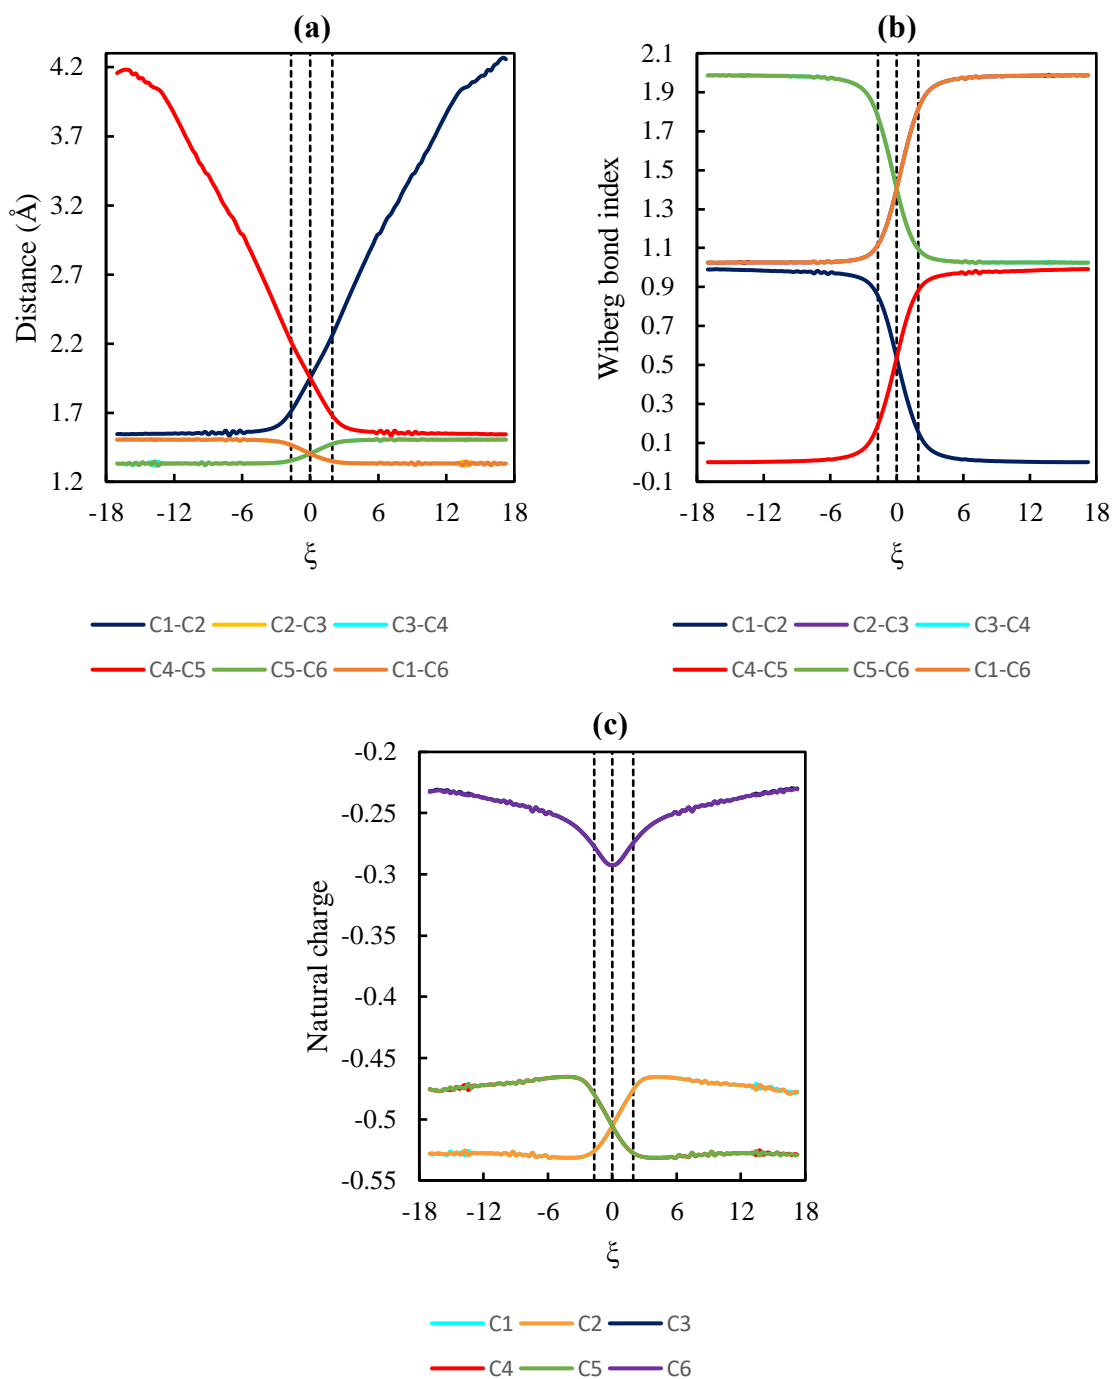 (a)
4.2
3.7
3.2
2.7
2.2
1.7
1.2
Distance (Å)
-18 -12 -6 0 6 12 18
ξ
C1-C2 C2-C3 C3-C4
C4-C5 C5-C6 C1-C6
(b)
2.1
1.9
1.7
1.5
1.3
1.1
0.9
0.7
0.5
0.3
0.1
-0.1
Wiberg bond index
-18 -12 -6 0 6 12 18
ξ
C1-C2 C2-C3 C3-C4
C4-C5 C5-C6 C1-C6
(c)
-0.2
-0.25
-0.3
-0.35
-0.4
-0.45
-0.5
-0.55
Natural charge
-18 -12 -6 0 6 12 18
ξ
C1 C2 C3
C4 C5 C6